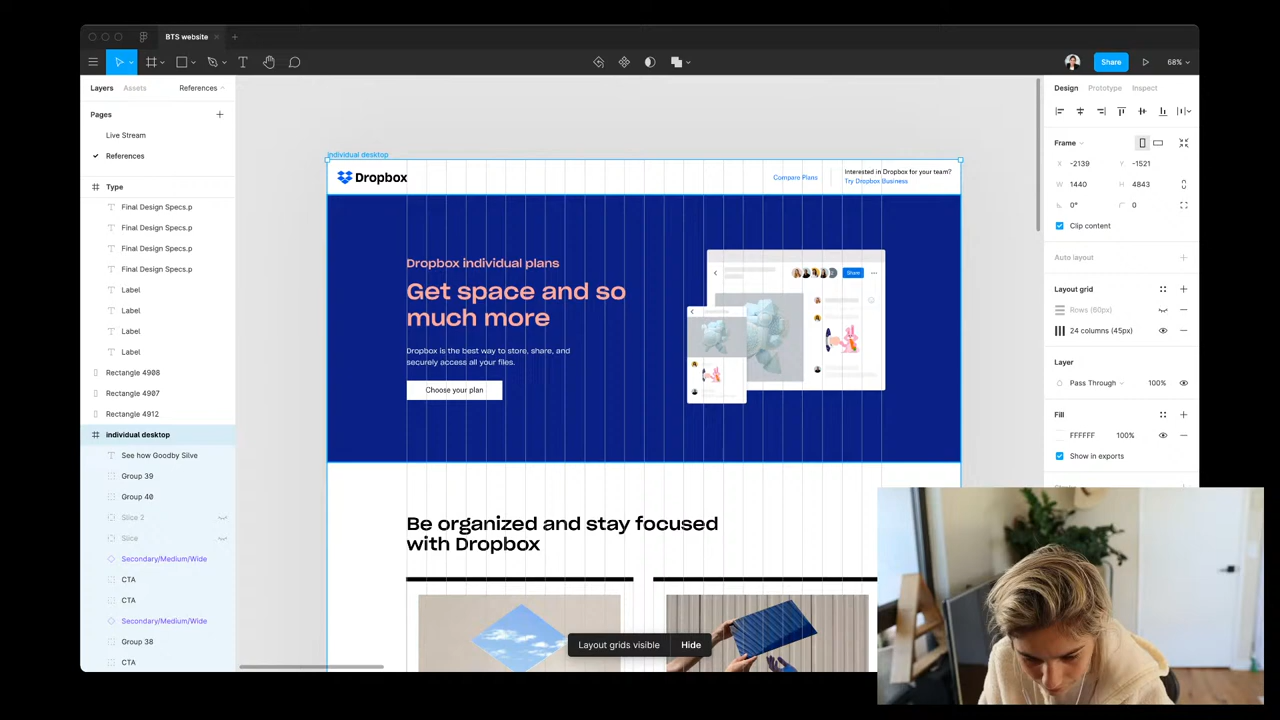 BTS website
Share
68%
Layers
Assets
References
Design
Prototype
Inspect
Pages
Live Stream
References
Type
Final Design Specs.p
Final Design Specs.p
Final Design Specs.p
Final Design Specs.p
Label
Label
Label
Label
Rectangle 4908
Rectangle 4907
Rectangle 4912
individual desktop
See how Goodby Silve
Group 39
Group 40
Slice 2
Slice
Secondary/Medium/Wide
CTA
CTA
Secondary/Medium/Wide
Group 38
CTA
individual desktop
Dropbox
Compare Plans
Interested in Dropbox for your team?
Try Dropbox Business
Dropbox individual plans
Get space and so
much more
Dropbox is the best way to store, share, and
securely access all your files.
Choose your plan
Share
Be organized and stay focused
with Dropbox
Layout grids visible
Hide
Frame
X -2139
Y -1521
W 1440
H 4843
0°
0
Clip content
Auto layout
Layout grid
Rows (60px)
24 columns (45px)
Layer
Pass Through
100%
Fill
FFFFFF
100%
Show in exports